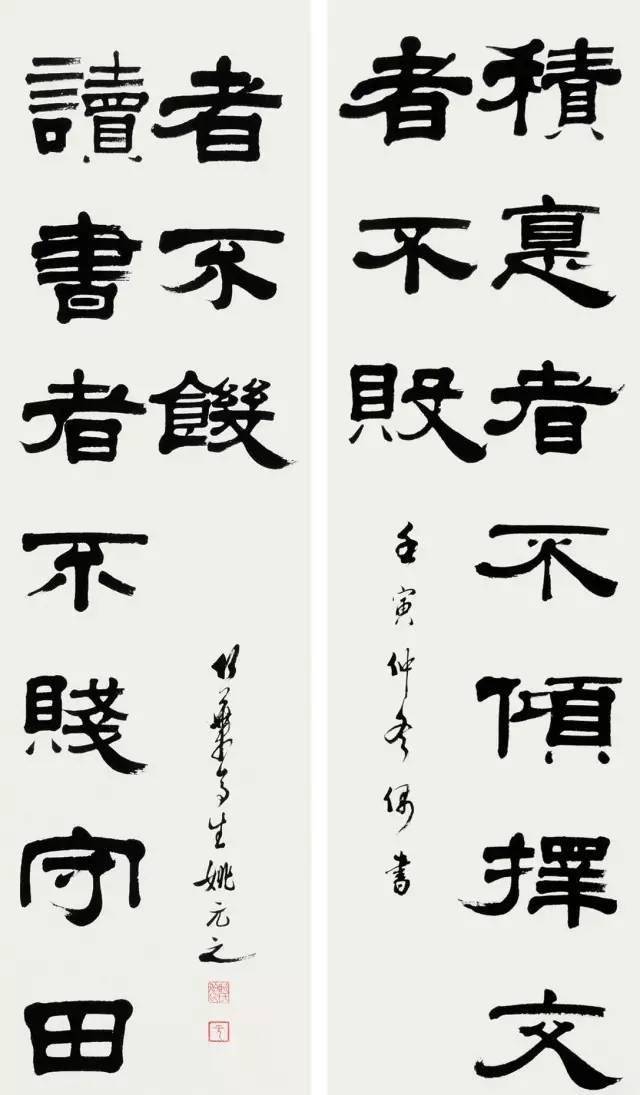 積悳者不傾擇交
者不敗
壬寅仲冬偶書
讀書者不賤守田
者不饑
竹葉亭生姚元之